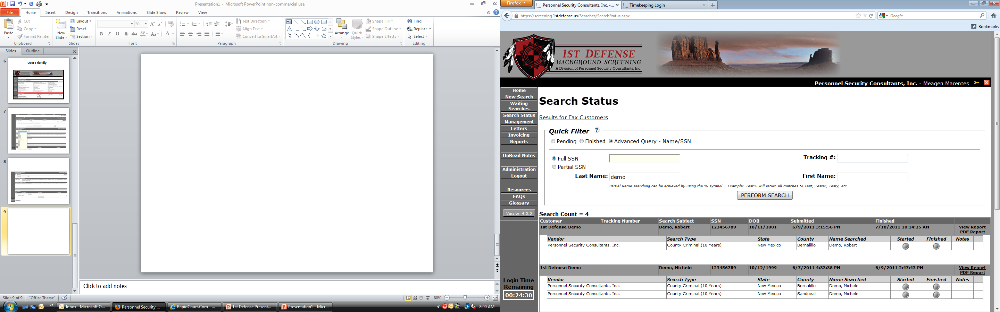 Presentation1 - Microsoft PowerPoint non-commercial use
File Home Insert Design Transitions Animations Slide Show Review View
Paste
Cut
Copy
Format Painter
Clipboard
New Slide
Layout
Reset
Section
Slides
30
B I U S abc AV Aa A
Font
Text Direction
Align Text
Convert to SmartArt
Paragraph
Arrange
Quick Styles
Shape Fill
Shape Outline
Shape Effects
Drawing
Find
Replace
Select
Editing
Slides Outline
6
User Friendly
7
8
9
Click to add notes
Slide 9 of 9 "Office Theme" 88%
Inbox - Microsoft O... Personnel Security ... RapidCourt.Com - ... 1st Defense Present... Presentation1 - Micr... 8:00 AM
Firefox
Personnel Security Consultants, Inc. -...
Timekeeping Login
https://screening.1stdefense.us/Searches/SearchStatus.aspx
Google
Bookmarks
1ST DEFENSE
BACKGROUND SCREENING
A Division of Personnel Security Consultants, Inc.
Personnel Security Consultants, Inc. - Meagen Marentes
Home
New Search
Waiting
Searches
Search Status
Management
Letters
Invoicing
Reports
UnRead Notes
Administration
Logout
Resources
FAQs
Glossary
Version 4.5.5
Login Time
Remaining
00:24:30
Search Status
Results for Fax Customers
Quick Filter ?
Pending Finished Advanced Query - Name/SSN
Full SSN Tracking #:
Partial SSN
Last Name: demo First Name:
Partial Name searching can be achieved by using the % symbol. Example: Test% will return all matches to Test, Tester, Testy, etc.
PERFORM SEARCH
Search Count = 4
Customer Tracking Number Search Subject SSN DOB Submitted Finished
1st Defense Demo Demo, Robert 123456789 10/11/2001 6/9/2011 3:15:56 PM 7/18/2011 10:14:25 AM View Report
PDF Report
Vendor Search Type State County Name Searched Started Finished Notes
Personnel Security Consultants, Inc. County Criminal (10 Years) New Mexico Bernalillo Demo, Robert
1st Defense Demo Demo, Michele 123456789 10/12/1999 6/7/2011 4:33:38 PM 6/9/2011 2:47:43 PM View Report
PDF Report
Vendor Search Type State County Name Searched Started Finished Notes
Personnel Security Consultants, Inc. County Criminal (10 Years) New Mexico Bernalillo Demo, Michele
Personnel Security Consultants, Inc. County Criminal (10 Years) New Mexico Sandoval Demo, Michele